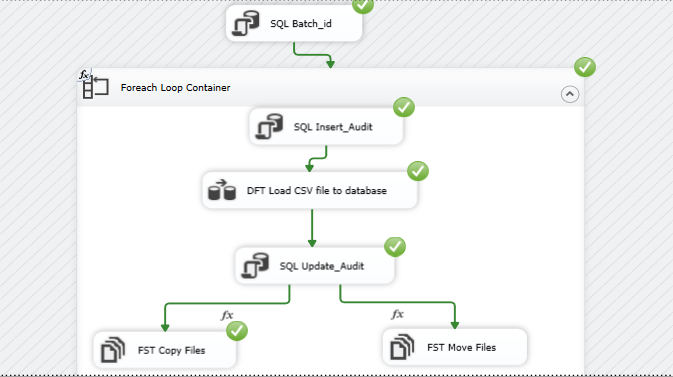 SQL Batch_id
fx
Foreach Loop Container
SQL Insert_Audit
DFT Load CSV file to database
SQL Update_Audit
fx
fx
FST Copy Files
FST Move Files